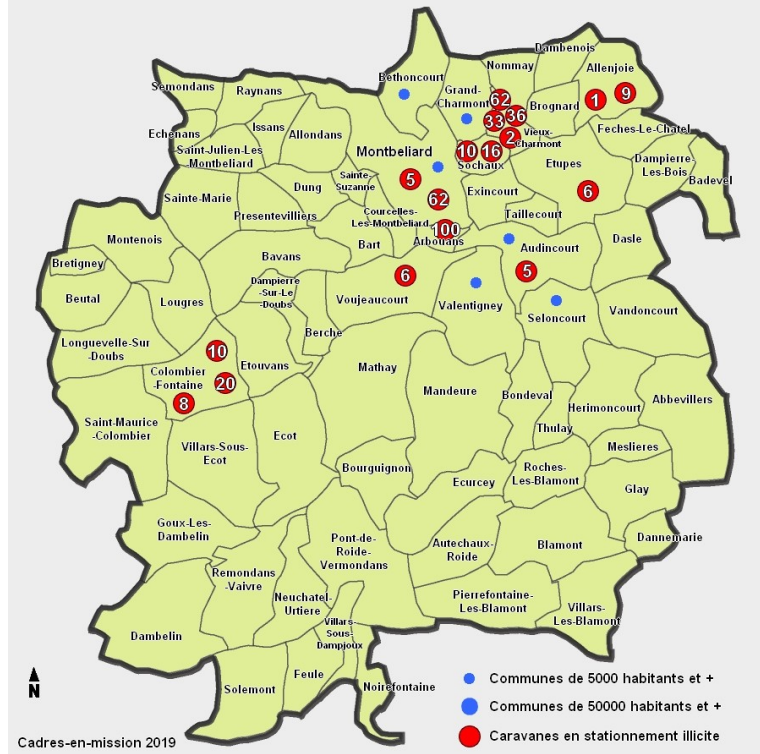 Dambenois
Nommay
Allenjoie
Bethoncourt
Grand-
Charmont
Semondans
Raynans
62
1
9
Brognard
33
36
Issans
Allondans
Echenans
Saint-Julien-Les
Montbeliard
Feches-Le-Chatel
2
Vieux-
Charmont
Montbeliard
10
16
Sochaux
Etupes
Dampierre
-Les-Bois
Badevel
Sainte-
Suzanne
5
Dung
Exincourt
6
Sainte-Marie
62
Taillecourt
Presentevilliers
Courcelles
-Les-Montbeliard
100
Arbouans
Montenois
Bart
Audincourt
Dasle
Bretigney
Bavans
Beutal
Lougres
Dampierre
-Sur-Le
-Doubs
6
5
Voujeaucourt
Valentigney
Seloncourt
Vandoncourt
Longuevelle-Sur
-Doubs
Berche
10
Etouvans
Mathay
Colombier
-Fontaine
20
8
Mandeure
Bondeval
Herimoncourt
Abbevillers
Saint-Maurice
-Colombier
Thulay
Ecot
Villars-Sous-
Ecot
Meslieres
Bourguignon
Roches-
Les-Blamont
Ecurcey
Glay
Goux-Les-
Dambelin
Pont-de-
Roide-
Vermondans
Autechaux-
Roide
Blamont
Dannemarie
Remondans
-Vaivre
Neuchatel-
Urtiere
Pierrefontaine
-Les-Blamont
Villars-
Les-Blamont
Dambelin
Villars-
Sous-
Dampjoux
Feule
Solemont
Noirefontaine
N
Communes de 5000 habitants et +
Communes de 50000 habitants et +
Caravanes en stationnement illicite
Cadres-en-mission 2019